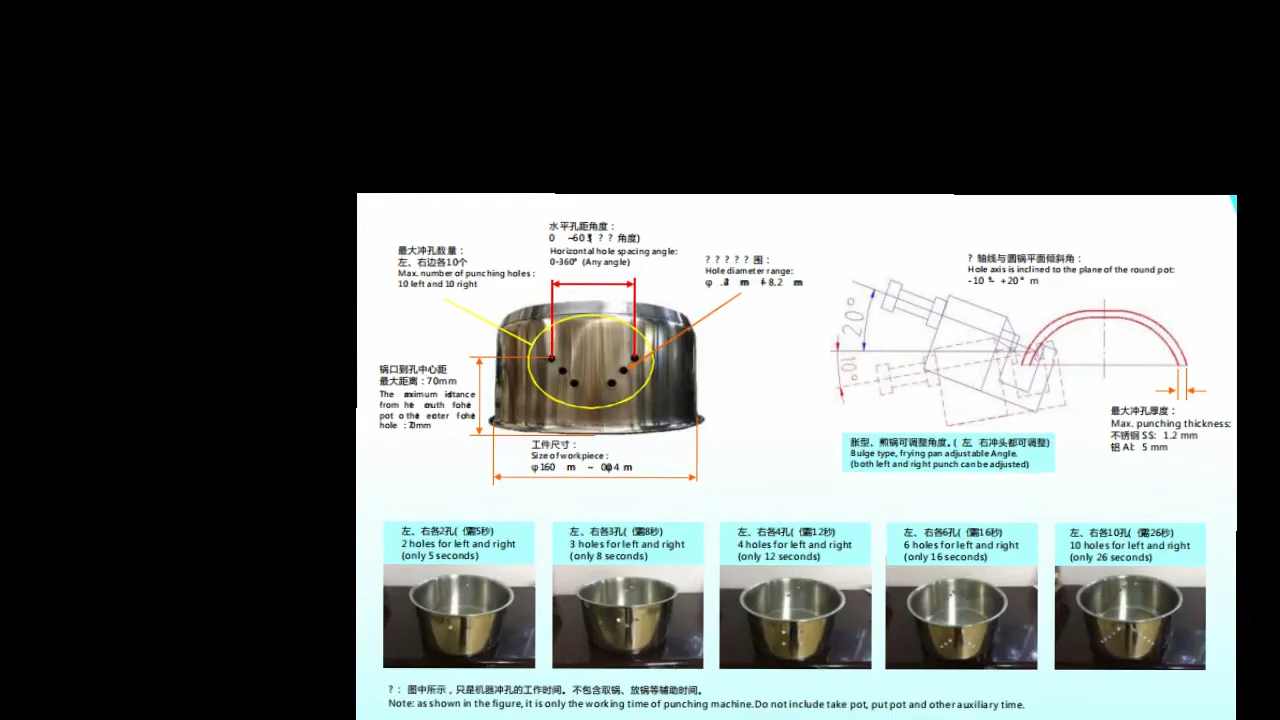 水平孔距角度：
Horizontal hole spacing angle:
0-360° (Any angle)
最大冲孔数量：
左、右边各10个
Max. number of punching holes :
10 left and 10 right
? ? ? ? ? 围：
Hole diameter range:
? 轴线与圆锅平面倾斜角：
Hole axis is inclined to the plane of the round pot:
20°
10°
锅口到孔中心距
最大距离：70mm
工件尺寸：
Size of workpiece :
最大冲孔厚度：
Max. punching thickness:
不锈钢 SS: 1.2 mm
铝 Al: 5 mm
胀型、煎锅可调整角度。( 左、右冲头都可调整)
Bulge type, frying pan adjustable Angle.
(both left and right punch can be adjusted)
左、右各2孔( 仅需5秒)
2 holes for left and right
(only 5 seconds)
左、右各3孔( 仅需8秒)
3 holes for left and right
(only 8 seconds)
左、右各4孔( 仅需12秒)
4 holes for left and right
(only 12 seconds)
左、右各6孔( 仅需16秒)
6 holes for left and right
(only 16 seconds)
左、右各10孔( 仅需26秒)
10 holes for left and right
(only 26 seconds)
? ： 图中所示，只是机器冲孔的工作时间。不包含取锅、放锅等辅助时间。
Note: as shown in the figure, it is only the working time of punching machine.Do not include take pot, put pot and other auxiliary time.